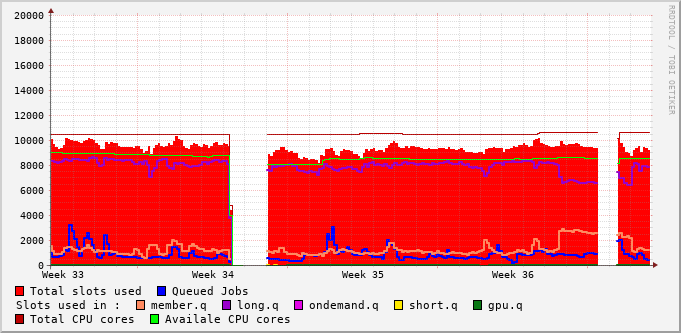 20000
18000
16000
14000
12000
10000
8000
6000
4000
2000
0
Week 33 Week 34 Week 35 Week 36
RRDTOOL / TOBI OETIKER
Total slots used Queued Jobs
Slots used in : member.q long.q ondemand.q short.q gpu.q
Total CPU cores Availale CPU cores